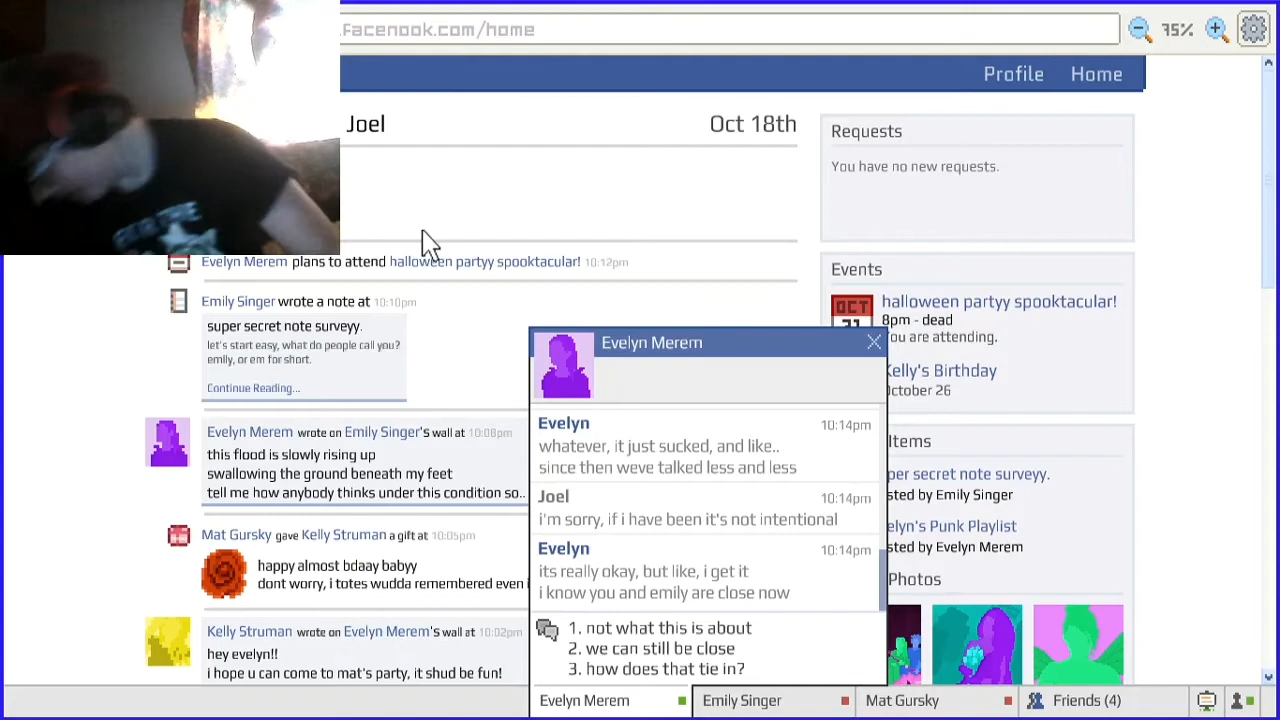 .facenook.com/home
75%
Profile Home
Joel
Oct 18th
Evelyn Merem plans to attend halloween partyy spooktacular! 10:12pm
Emily Singer wrote a note at 10:10pm
super secret note surveyy.
let's start easy, what do people call you?
emily, or em for short.
Continue Reading...
Evelyn Merem wrote on Emily Singer's wall at 10:08pm
this flood is slowly rising up
swallowing the ground beneath my feet
tell me how anybody thinks under this condition so..
Mat Gursky gave Kelly Struman a gift at 10:05pm
happy almost bdaay babyy
dont worry, i totes wudda remembered even i
Kelly Struman wrote on Evelyn Merem's wall at 10:02pm
hey evelyn!!
i hope u can come to mat's party, it shud be fun!
Requests
You have no new requests.
Events
OCT
31
halloween partyy spooktacular!
8pm - dead
You are attending.
Kelly's Birthday
October 26
Items
per secret note surveyy.
sted by Emily Singer
elyn's Punk Playlist
sted by Evelyn Merem
Photos
Evelyn Merem
Evelyn 10:14pm
whatever, it just sucked, and like..
since then weve talked less and less
Joel 10:14pm
i'm sorry, if i have been it's not intentional
Evelyn 10:14pm
its really okay, but like, i get it
i know you and emily are close now
1. not what this is about
2. we can still be close
3. how does that tie in?
Evelyn Merem Emily Singer Mat Gursky Friends (4)